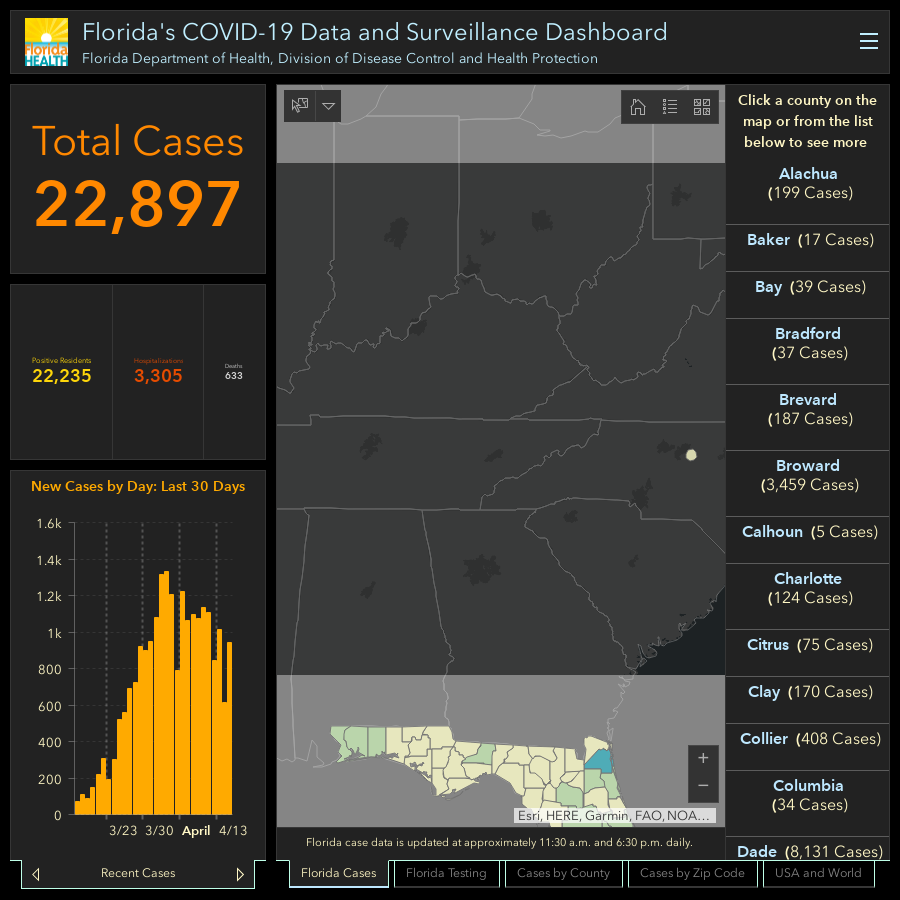 Florida's COVID-19 Data and Surveillance Dashboard
Florida Department of Health, Division of Disease Control and Health Protection
Florida
HEALTH
Total Cases
22,897
Positive Residents
22,235
Hospitalizations
3,305
Deaths
633
New Cases by Day: Last 30 Days
1.6k
1.4k
1.2k
1k
800
600
400
200
0
3/23 3/30 April 4/13
Recent Cases
Esri, HERE, Garmin, FAO, NOA...
Florida case data is updated at approximately 11:30 a.m. and 6:30 p.m. daily.
Florida Cases
Florida Testing
Cases by County
Cases by Zip Code
USA and World
Click a county on the
map or from the list
below to see more
Alachua
(199 Cases)
Baker (17 Cases)
Bay (39 Cases)
Bradford
(37 Cases)
Brevard
(187 Cases)
Broward
(3,459 Cases)
Calhoun (5 Cases)
Charlotte
(124 Cases)
Citrus (75 Cases)
Clay (170 Cases)
Collier (408 Cases)
Columbia
(34 Cases)
Dade (8,131 Cases)